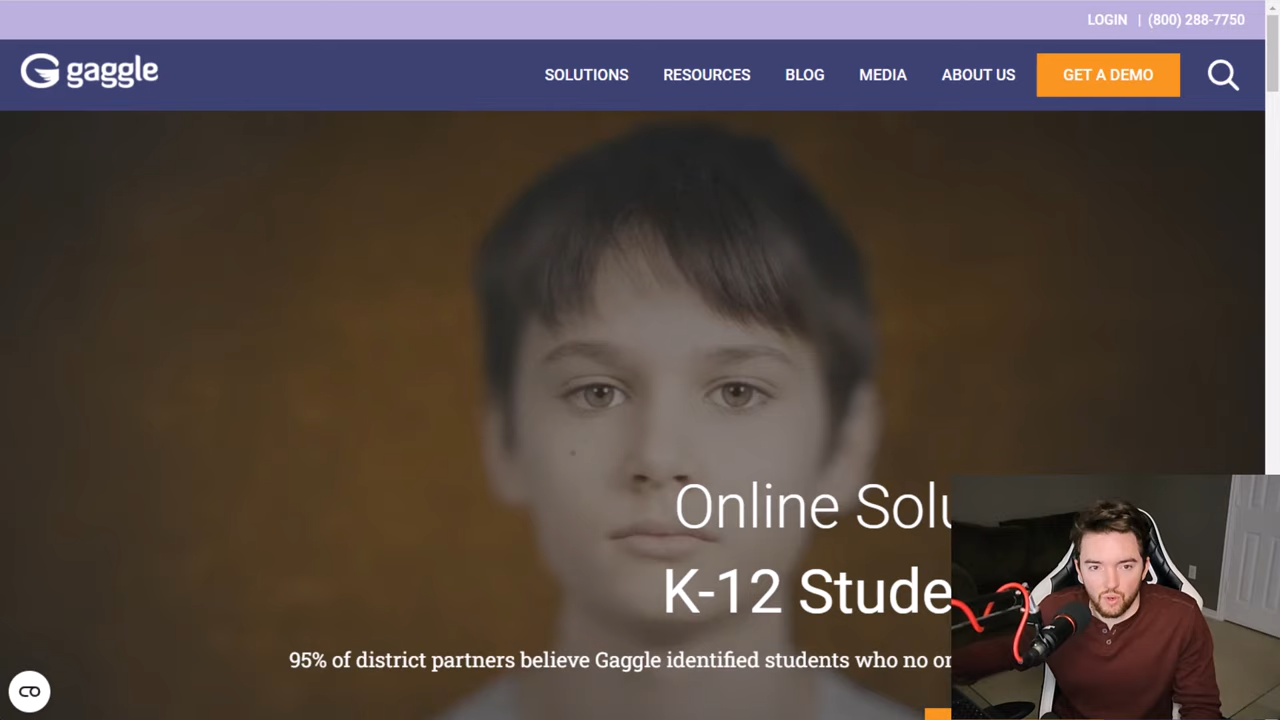 LOGIN | (800) 288-7750
gaggle
SOLUTIONS RESOURCES BLOG MEDIA ABOUT US GET A DEMO
Online Solu
K-12 Stude
95% of district partners believe Gaggle identified students who no or